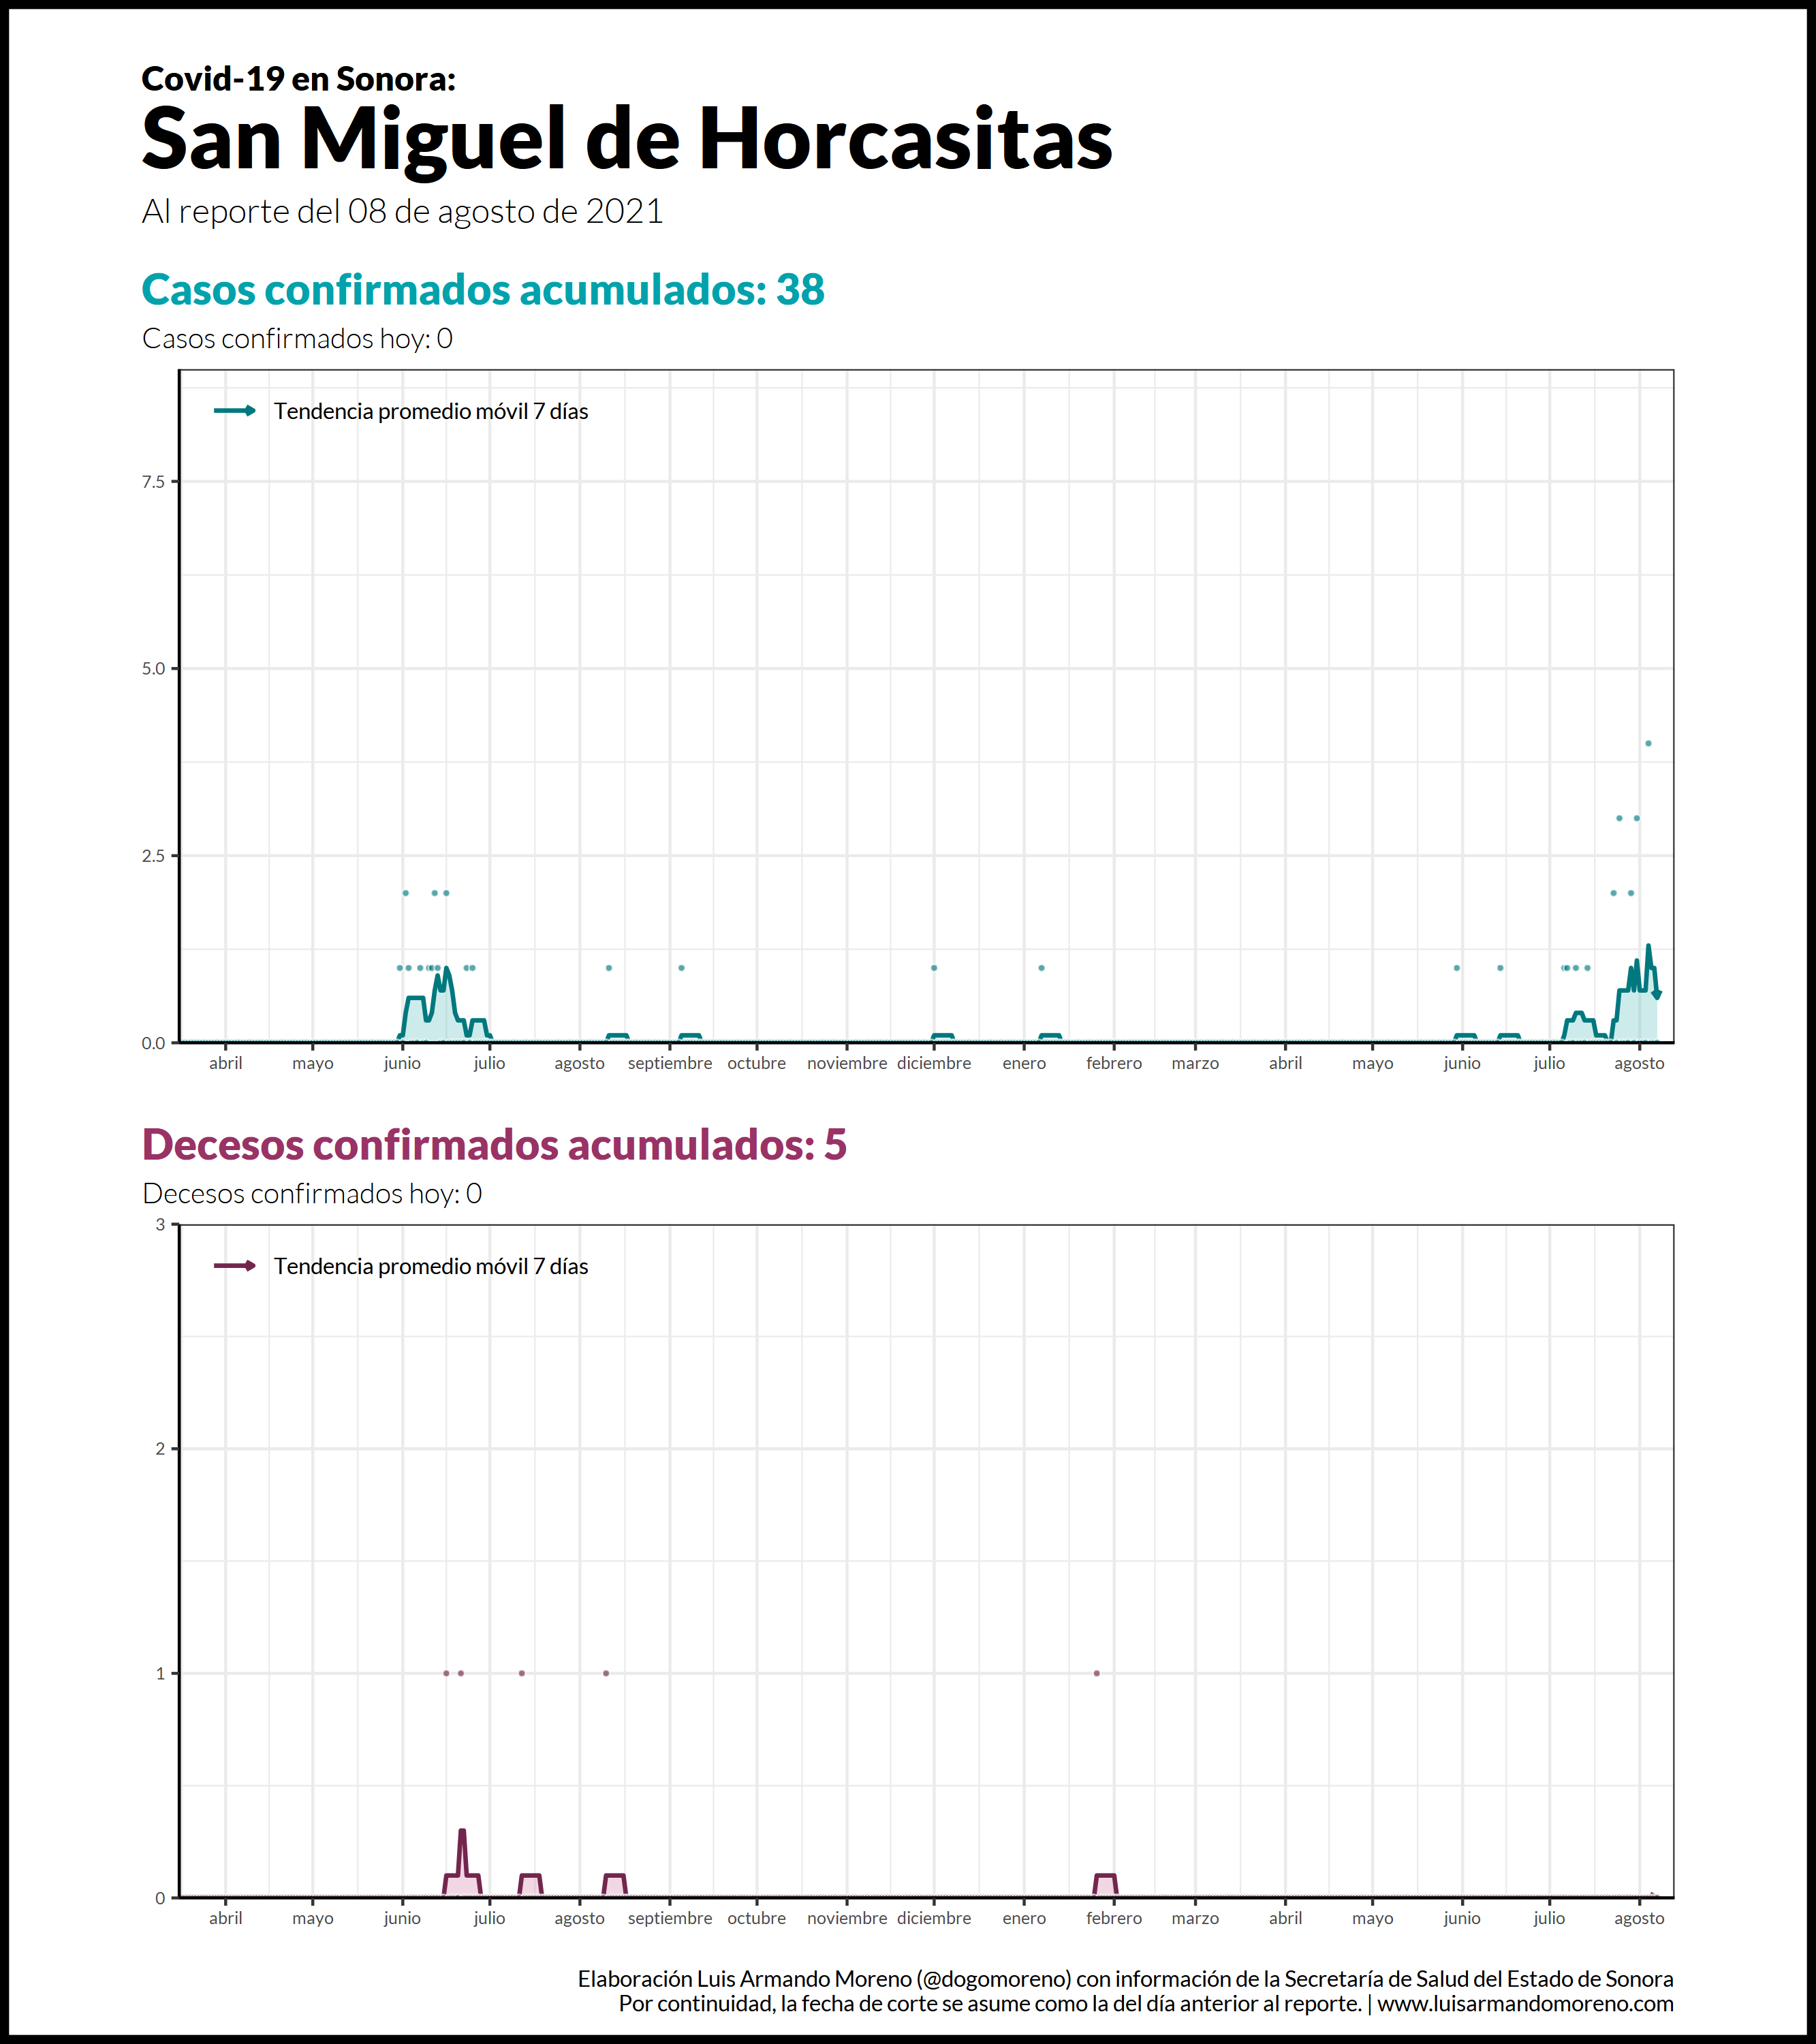 Covid-19 en Sonora:
San Miguel de Horcasitas
Al reporte del 08 de agosto de 2021
Casos confirmados acumulados: 38
Casos confirmados hoy: 0
Tendencia promedio móvil 7 días
7.5
5.0
2.5
0.0
abril mayo junio julio agosto septiembre octubre noviembre diciembre enero febrero marzo abril mayo junio julio agosto
Decesos confirmados acumulados: 5
Decesos confirmados hoy: 0
3
Tendencia promedio móvil 7 días
2
1
0
abril mayo junio julio agosto septiembre octubre noviembre diciembre enero febrero marzo abril mayo junio julio agosto
Elaboración Luis Armando Moreno (@dogomoreno) con información de la Secretaría de Salud del Estado de Sonora
Por continuidad, la fecha de corte se asume como la del día anterior al reporte. | www.luisarmandomoreno.com